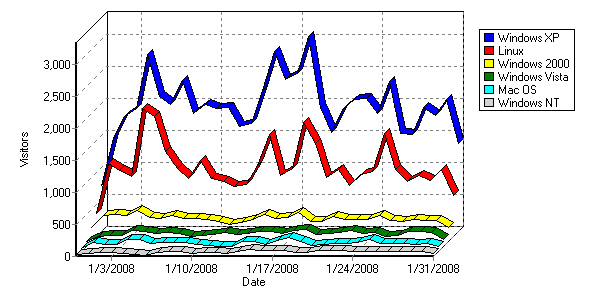 3,000
2,500
2,000
1,500
1,000
500
0
Visitors
1/3/2008 1/10/2008 1/17/2008 1/24/2008 1/31/2008
Date
Windows XP
Linux
Windows 2000
Windows Vista
Mac OS
Windows NT